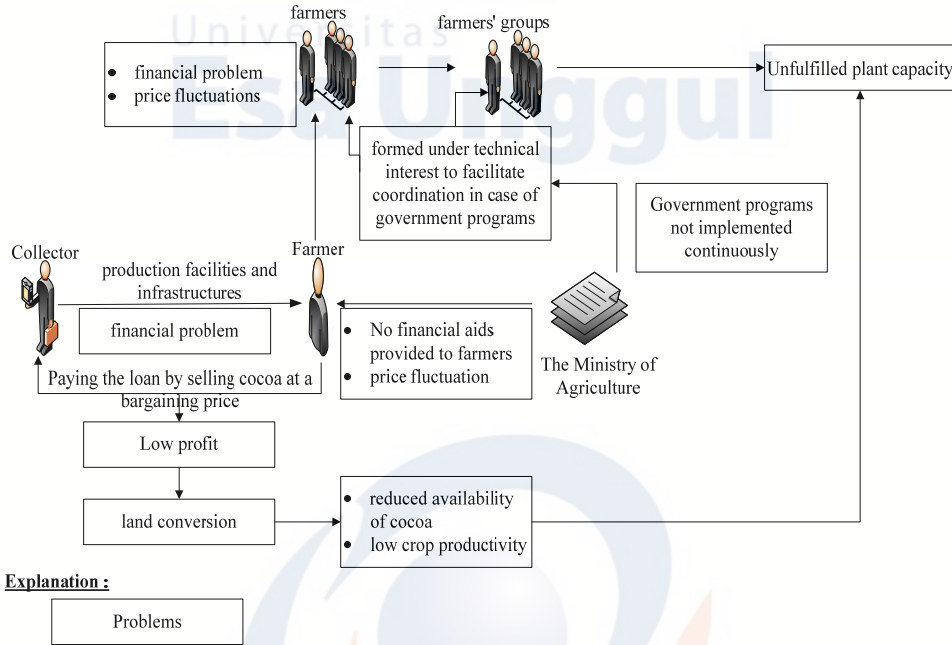 Universitas
Esa Unggul
farmers
farmers' groups
• financial problem
• price fluctuations
Unfulfilled plant capacity
formed under technical
interest to facilitate
coordination in case of
government programs
Government programs
not implemented
continuously
Collector
Farmer
production facilities and
infrastructures
financial problem
• No financial aids
provided to farmers
• price fluctuation
The Ministry of
Agriculture
Paying the loan by selling cocoa at a
bargaining price
Low profit
land conversion
• reduced availability
of cocoa
• low crop productivity
Explanation :
Problems